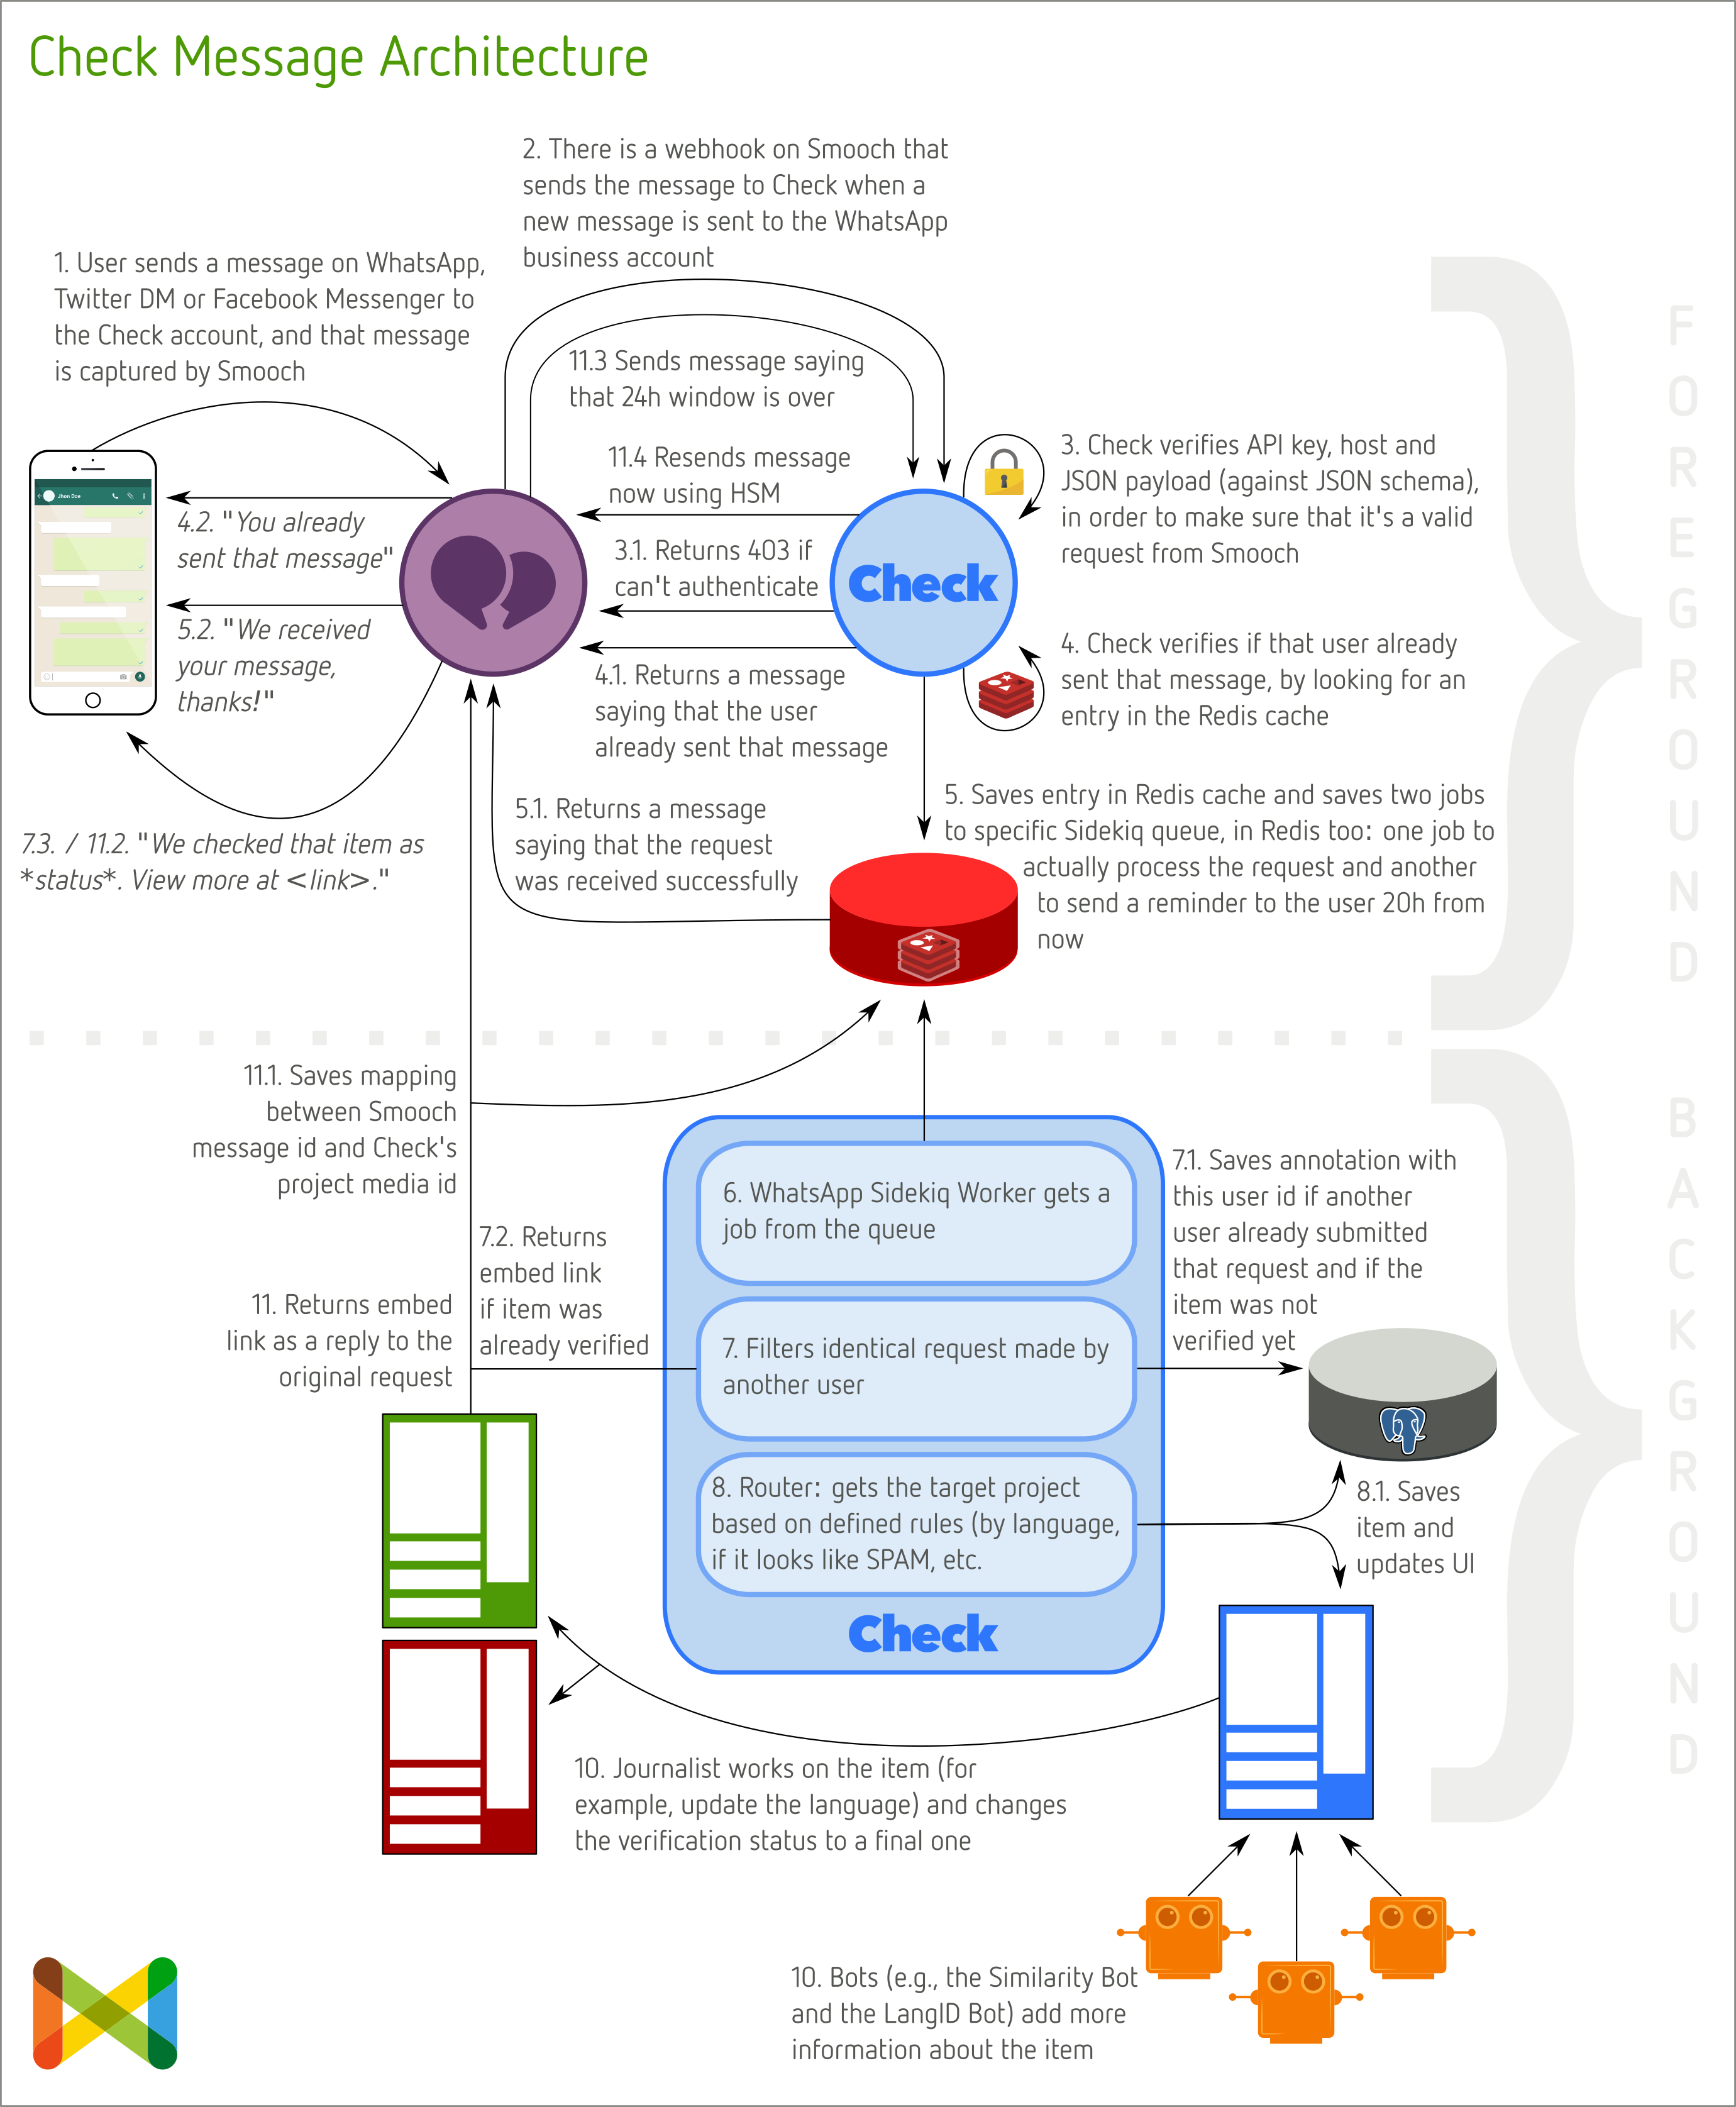 Check Message Architecture
2. There is a webhook on Smooch that
sends the message to Check when a
new message is sent to the WhatsApp
business account
1. User sends a message on WhatsApp,
Twitter DM or Facebook Messenger to
the Check account, and that message
is captured by Smooch
11.3 Sends message saying
that 24h window is over
11.4 Resends message
now using HSM
3. Check verifies API key, host and
JSON payload (against JSON schema),
in order to make sure that it's a valid
request from Smooch
Jhon Doe
4.2. "You already
sent that message"
3.1. Returns 403 if
can't authenticate
Check
5.2. "We received
your message,
thanks!"
4. Check verifies if that user already
sent that message, by looking for an
entry in the Redis cache
4.1. Returns a message
saying that the user
already sent that message
7.3. / 11.2. "We checked that item as
*status*. View more at <link>."
5.1. Returns a message
saying that the request
was received successfully
5. Saves entry in Redis cache and saves two jobs
to specific Sidekiq queue, in Redis too: one job to
actually process the request and another
to send a reminder to the user 20h from
now
FOREGROUND
11.1. Saves mapping
between Smooch
message id and Check's
project media id
6. WhatsApp Sidekiq Worker gets a
job from the queue
7.1. Saves annotation with
this user id if another
user already submitted
that request and if the
item was not
verified yet
7.2. Returns
embed link
if item was
already verified
11. Returns embed
link as a reply to the
original request
7. Filters identical request made by
another user
8. Router: gets the target project
based on defined rules (by language,
if it looks like SPAM, etc.
8.1. Saves
item and
updates UI
Check
BACKGROUND
10. Journalist works on the item (for
example, update the language) and changes
the verification status to a final one
10. Bots (e.g., the Similarity Bot
and the LangID Bot) add more
information about the item